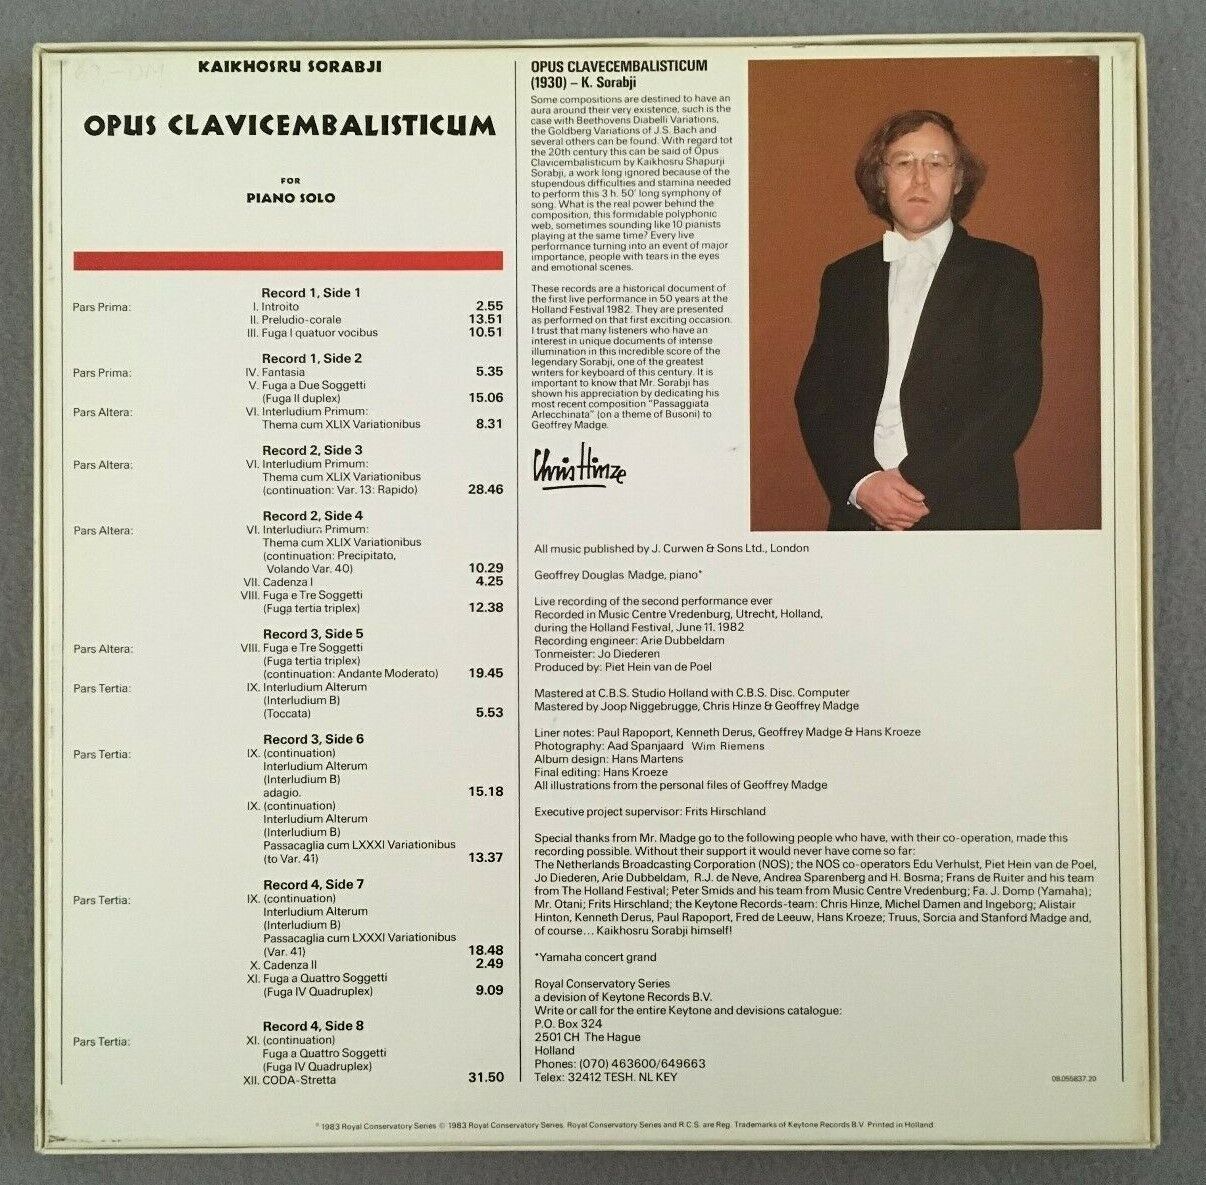 KAIKHOSRU SORABJI
OPUS CLAVICEMBALISTICUM
FOR
PIANO SOLO
Record 1, Side 1
Pars Prima: I. Introito 2.55
II. Preludio-corale 13.51
III. Fuga I quatuor vocibus 10.51
Record 1, Side 2
Pars Prima: IV. Fantasia 5.35
V. Fuga a Due Soggetti
(Fuga II duplex) 15.06
Pars Altera: VI. Interludium Primum:
Thema cum XLIX Variationibus 8.31
Record 2, Side 3
Pars Altera: VI. Interludium Primum:
Thema cum XLIX Variationibus
(continuation: Var. 13: Rapido) 28.46
Record 2, Side 4
Pars Altera: VI. Interludium Primum:
Thema cum XLIX Variationibus
(continuation: Precipitato,
Volando Var. 40) 10.29
VII. Cadenza I 4.25
VIII. Fuga e Tre Soggetti
(Fuga tertia triplex) 12.38
Record 3, Side 5
Pars Altera: VIII. Fuga e Tre Soggetti
(Fuga tertia triplex)
(continuation: Andante Moderato) 19.45
Pars Tertia: IX. Interludium Alterum
(Interludium B)
(Toccata) 5.53
Record 3, Side 6
Pars Tertia: IX. (continuation)
Interludium Alterum
(Interludium B)
adagio. 15.18
IX. (continuation)
Interludium Alterum
(Interludium B)
Passacaglia cum LXXXI Variationibus
(to Var. 41) 13.37
Record 4, Side 7
Pars Tertia: IX. (continuation)
Interludium Alterum
(Interludium B)
Passacaglia cum LXXXI Variationibus
(Var. 41) 18.48
X. Cadenza II 2.49
XI. Fuga a Quattro Soggetti
(Fuga IV Quadruplex) 9.09
Record 4, Side 8
Pars Tertia: XI. (continuation)
Fuga a Quattro Soggetti
(Fuga IV Quadruplex)
XII. CODA-Stretta 31.50
OPUS CLAVECEMBALISTICUM
(1930) – K. Sorabji
Some compositions are destined to have an
aura around their very existence, such is the
case with Beethovens Diabelli Variations,
the Goldberg Variations of J.S. Bach and
several others can be found. With regard tot
the 20th century this can be said of Opus
Clavicembalisticum by Kaikhosru Shapurji
Sorabji, a work long ignored because of the
stupendous difficulties and stamina needed
to perform this 3 h. 50' long symphony of
song. What is the real power behind the
composition, this formidable polyphonic
web, sometimes sounding like 10 pianists
playing at the same time? Every live
performance turning into an event of major
importance, people with tears in the eyes
and emotional scenes.
These records are a historical document of
the first live performance in 50 years at the
Holland Festival 1982. They are presented
as performed on that first exciting occasion.
I trust that many listeners who have an
interest in unique documents of intense
illumination in this incredible score of the
legendary Sorabji, one of the greatest
writers for keyboard of this century. It is
important to know that Mr. Sorabji has
shown his appreciation by dedicating his
most recent composition "Passaggiata
Arlecchinata" (on a theme of Busoni) to
Geoffrey Madge.
Chris Hinze
All music published by J. Curwen & Sons Ltd., London
Geoffrey Douglas Madge, piano*
Live recording of the second performance ever
Recorded in Music Centre Vredenburg, Utrecht, Holland,
during the Holland Festival, June 11. 1982
Recording engineer: Arie Dubbeldam
Tonmeister: Jo Diederen
Produced by: Piet Hein van de Poel
Mastered at C.B.S. Studio Holland with C.B.S. Disc. Computer
Mastered by Joop Niggebrugge, Chris Hinze & Geoffrey Madge
Liner notes: Paul Rapoport, Kenneth Derus, Geoffrey Madge & Hans Kroeze
Photography: Aad Spanjaard Wim Riemens
Album design: Hans Martens
Final editing: Hans Kroeze
All illustrations from the personal files of Geoffrey Madge
Executive project supervisor: Frits Hirschland
Special thanks from Mr. Madge go to the following people who have, with their co-operation, made this
recording possible. Without their support it would never have come so far:
The Netherlands Broadcasting Corporation (NOS); the NOS co-operators Edu Verhulst, Piet Hein van de Poel,
Jo Diederen, Arie Dubbeldam, R.J. de Neve, Andrea Sparenberg and H. Bosma; Frans de Ruiter and his team
from The Holland Festival; Peter Smids and his team from Music Centre Vredenburg; Fa. J. Domp (Yamaha);
Mr. Otani; Frits Hirschland; the Keytone Records-team: Chris Hinze, Michel Damen and Ingeborg; Alistair
Hinton, Kenneth Derus, Paul Rapoport, Fred de Leeuw, Hans Kroeze; Truus, Sorcia and Stanford Madge and,
of course... Kaikhosru Sorabji himself!
*Yamaha concert grand
Royal Conservatory Series
a devision of Keytone Records B.V.
Write or call for the entire Keytone and devisions catalogue:
P.O. Box 324
2501 CH The Hague
Holland
Phones: (070) 463600/649663
Telex: 32412 TESH. NL KEY
08.055837.20
℗ 1983 Royal Conservatory Series © 1983 Royal Conservatory Series. Royal Conservatory Series and R.C.S. are Reg. Trademarks of Keytone Records B.V. Printed in Holland